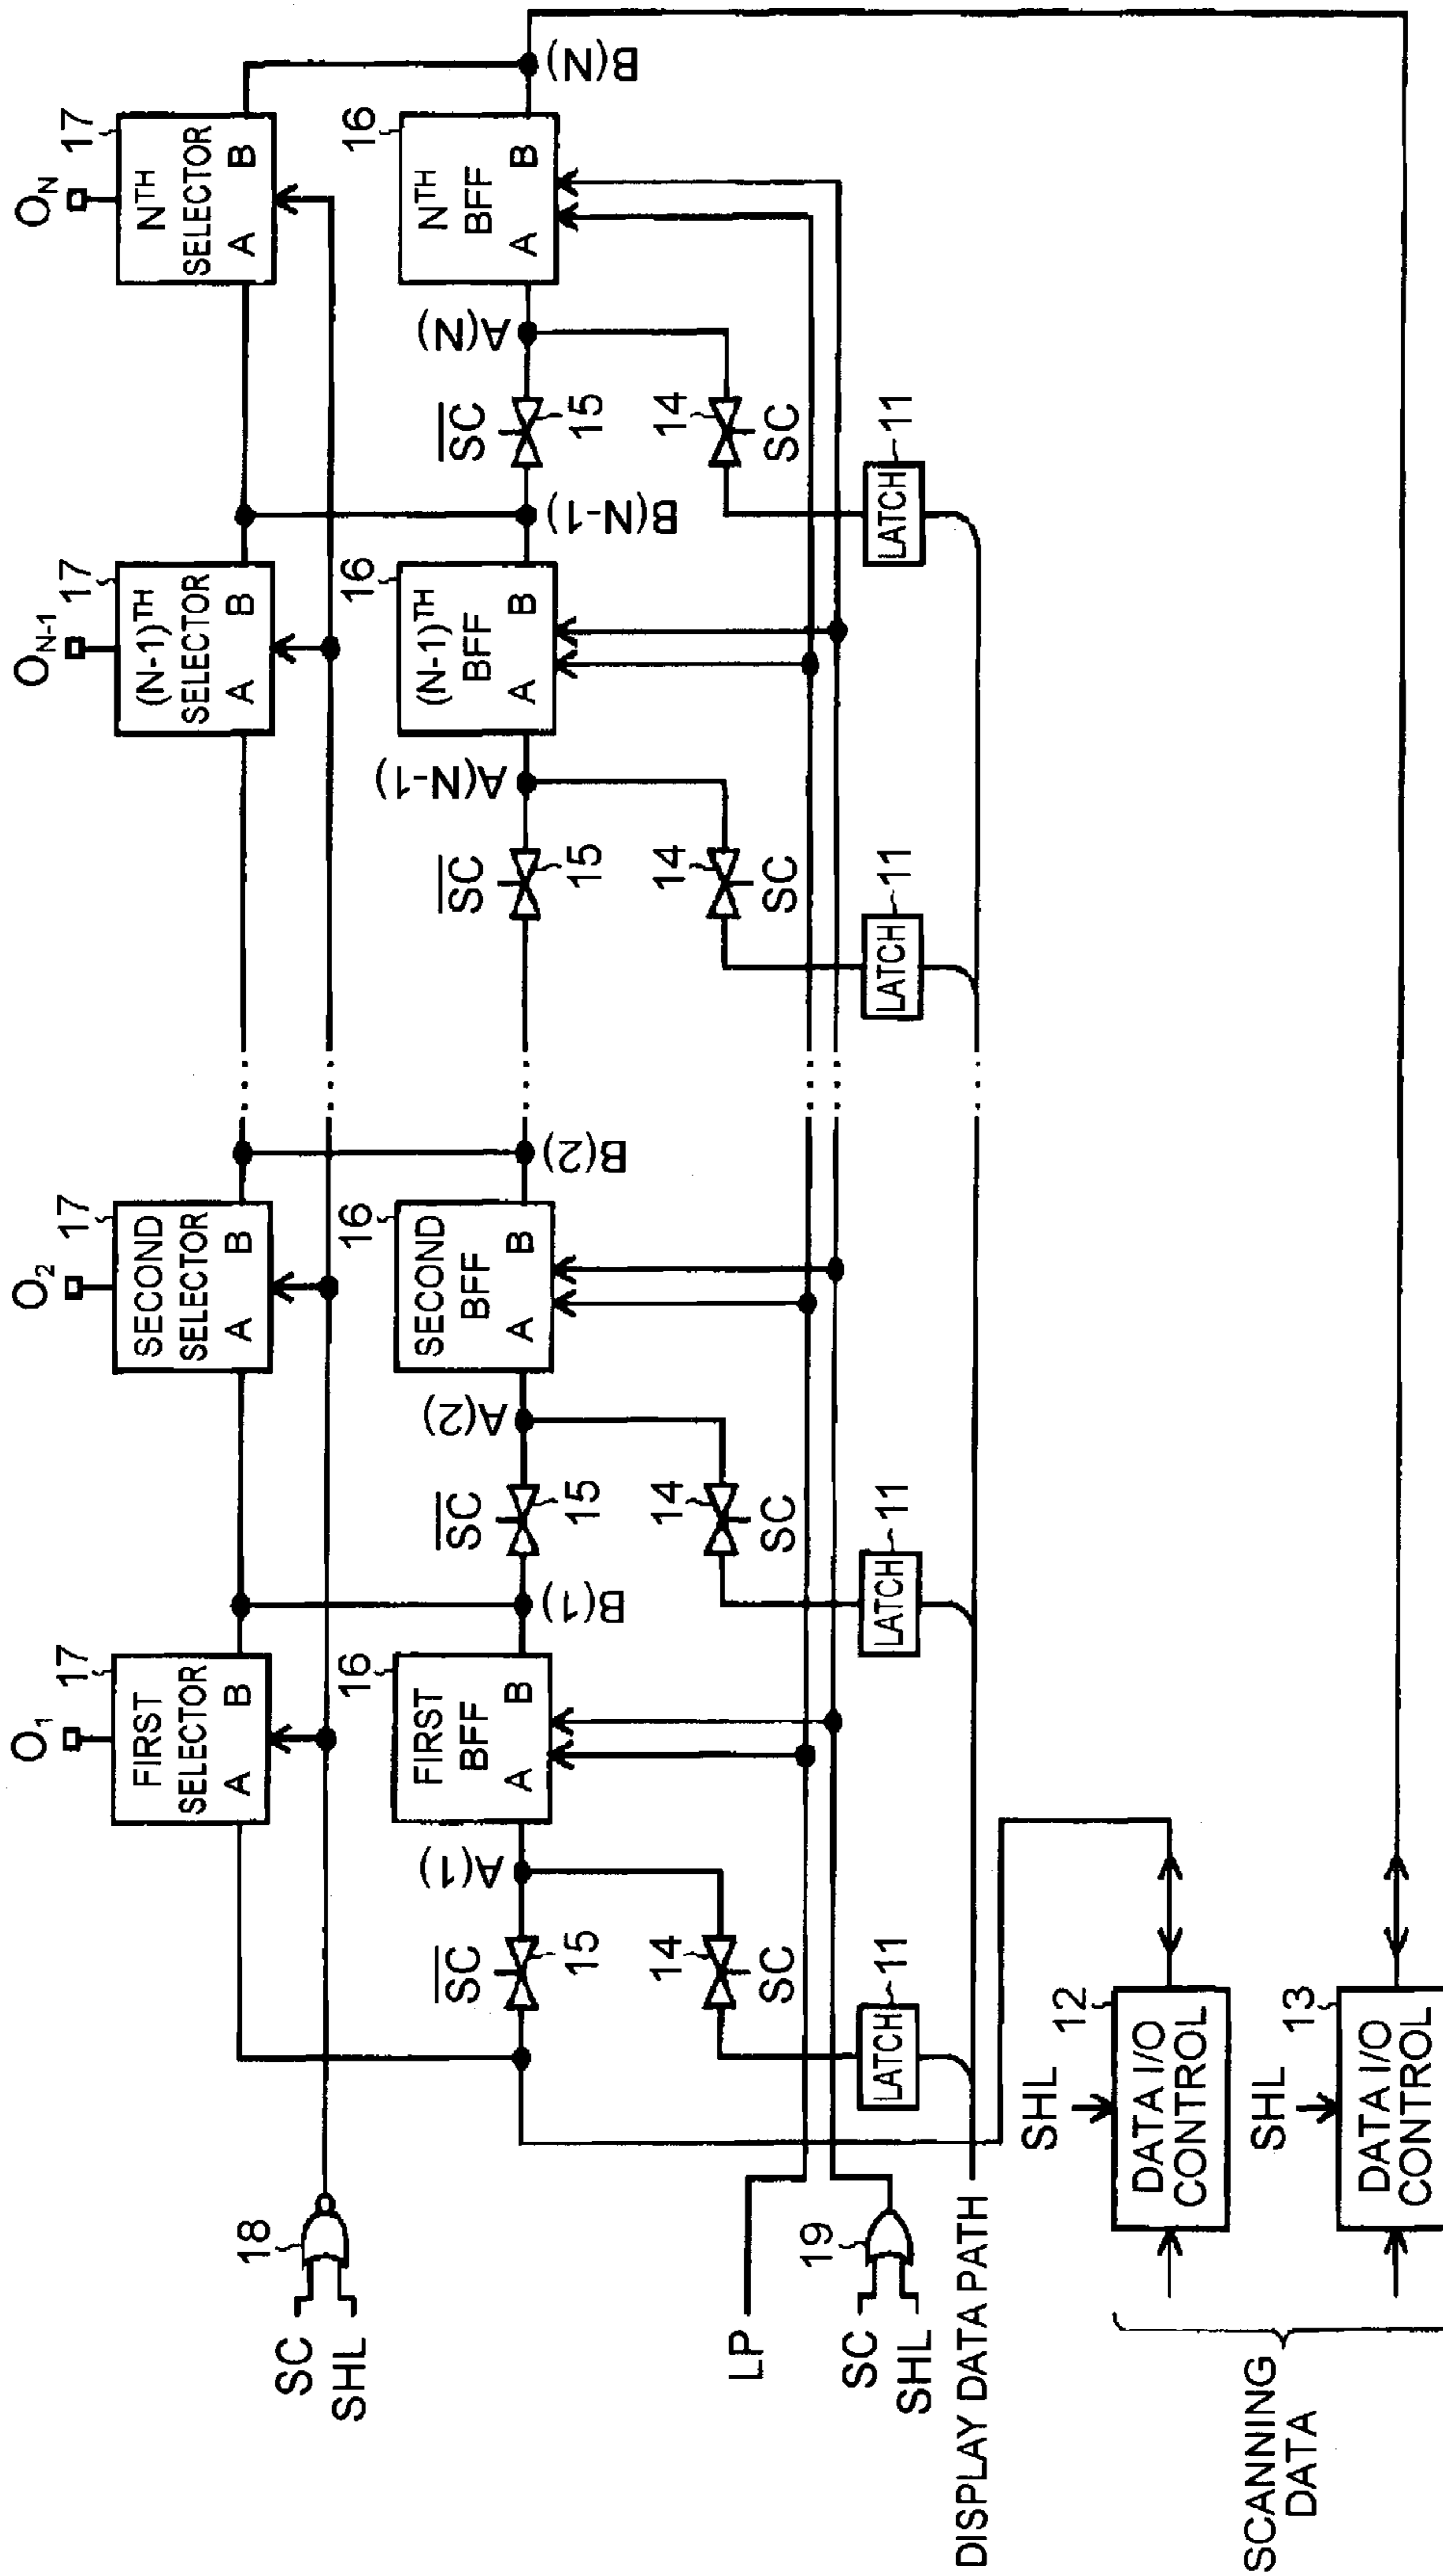 O1
O2
ON-1
ON
17
17
17
17
FIRST
SELECTOR
A B
SECOND
SELECTOR
A B
(N-1)TH
SELECTOR
A B
NTH
SELECTOR
A B
18
SC
SHL
16
16
16
16
FIRST
BFF
A B
SECOND
BFF
A B
(N-1)TH
BFF
A B
NTH
BFF
A B
A(1)
B(1)
A(2)
B(2)
A(N-1)
B(N-1)
A(N)
B(N)
S̅C̅
15
S̅C̅
15
S̅C̅
15
S̅C̅
15
14
SC
14
SC
14
SC
14
SC
LP
19
SC
SHL
LATCH
11
LATCH
11
LATCH
11
LATCH
11
DISPLAY DATA PATH
SHL
12
DATA I/O
CONTROL
SHL
13
DATA I/O
CONTROL
SCANNING
DATA